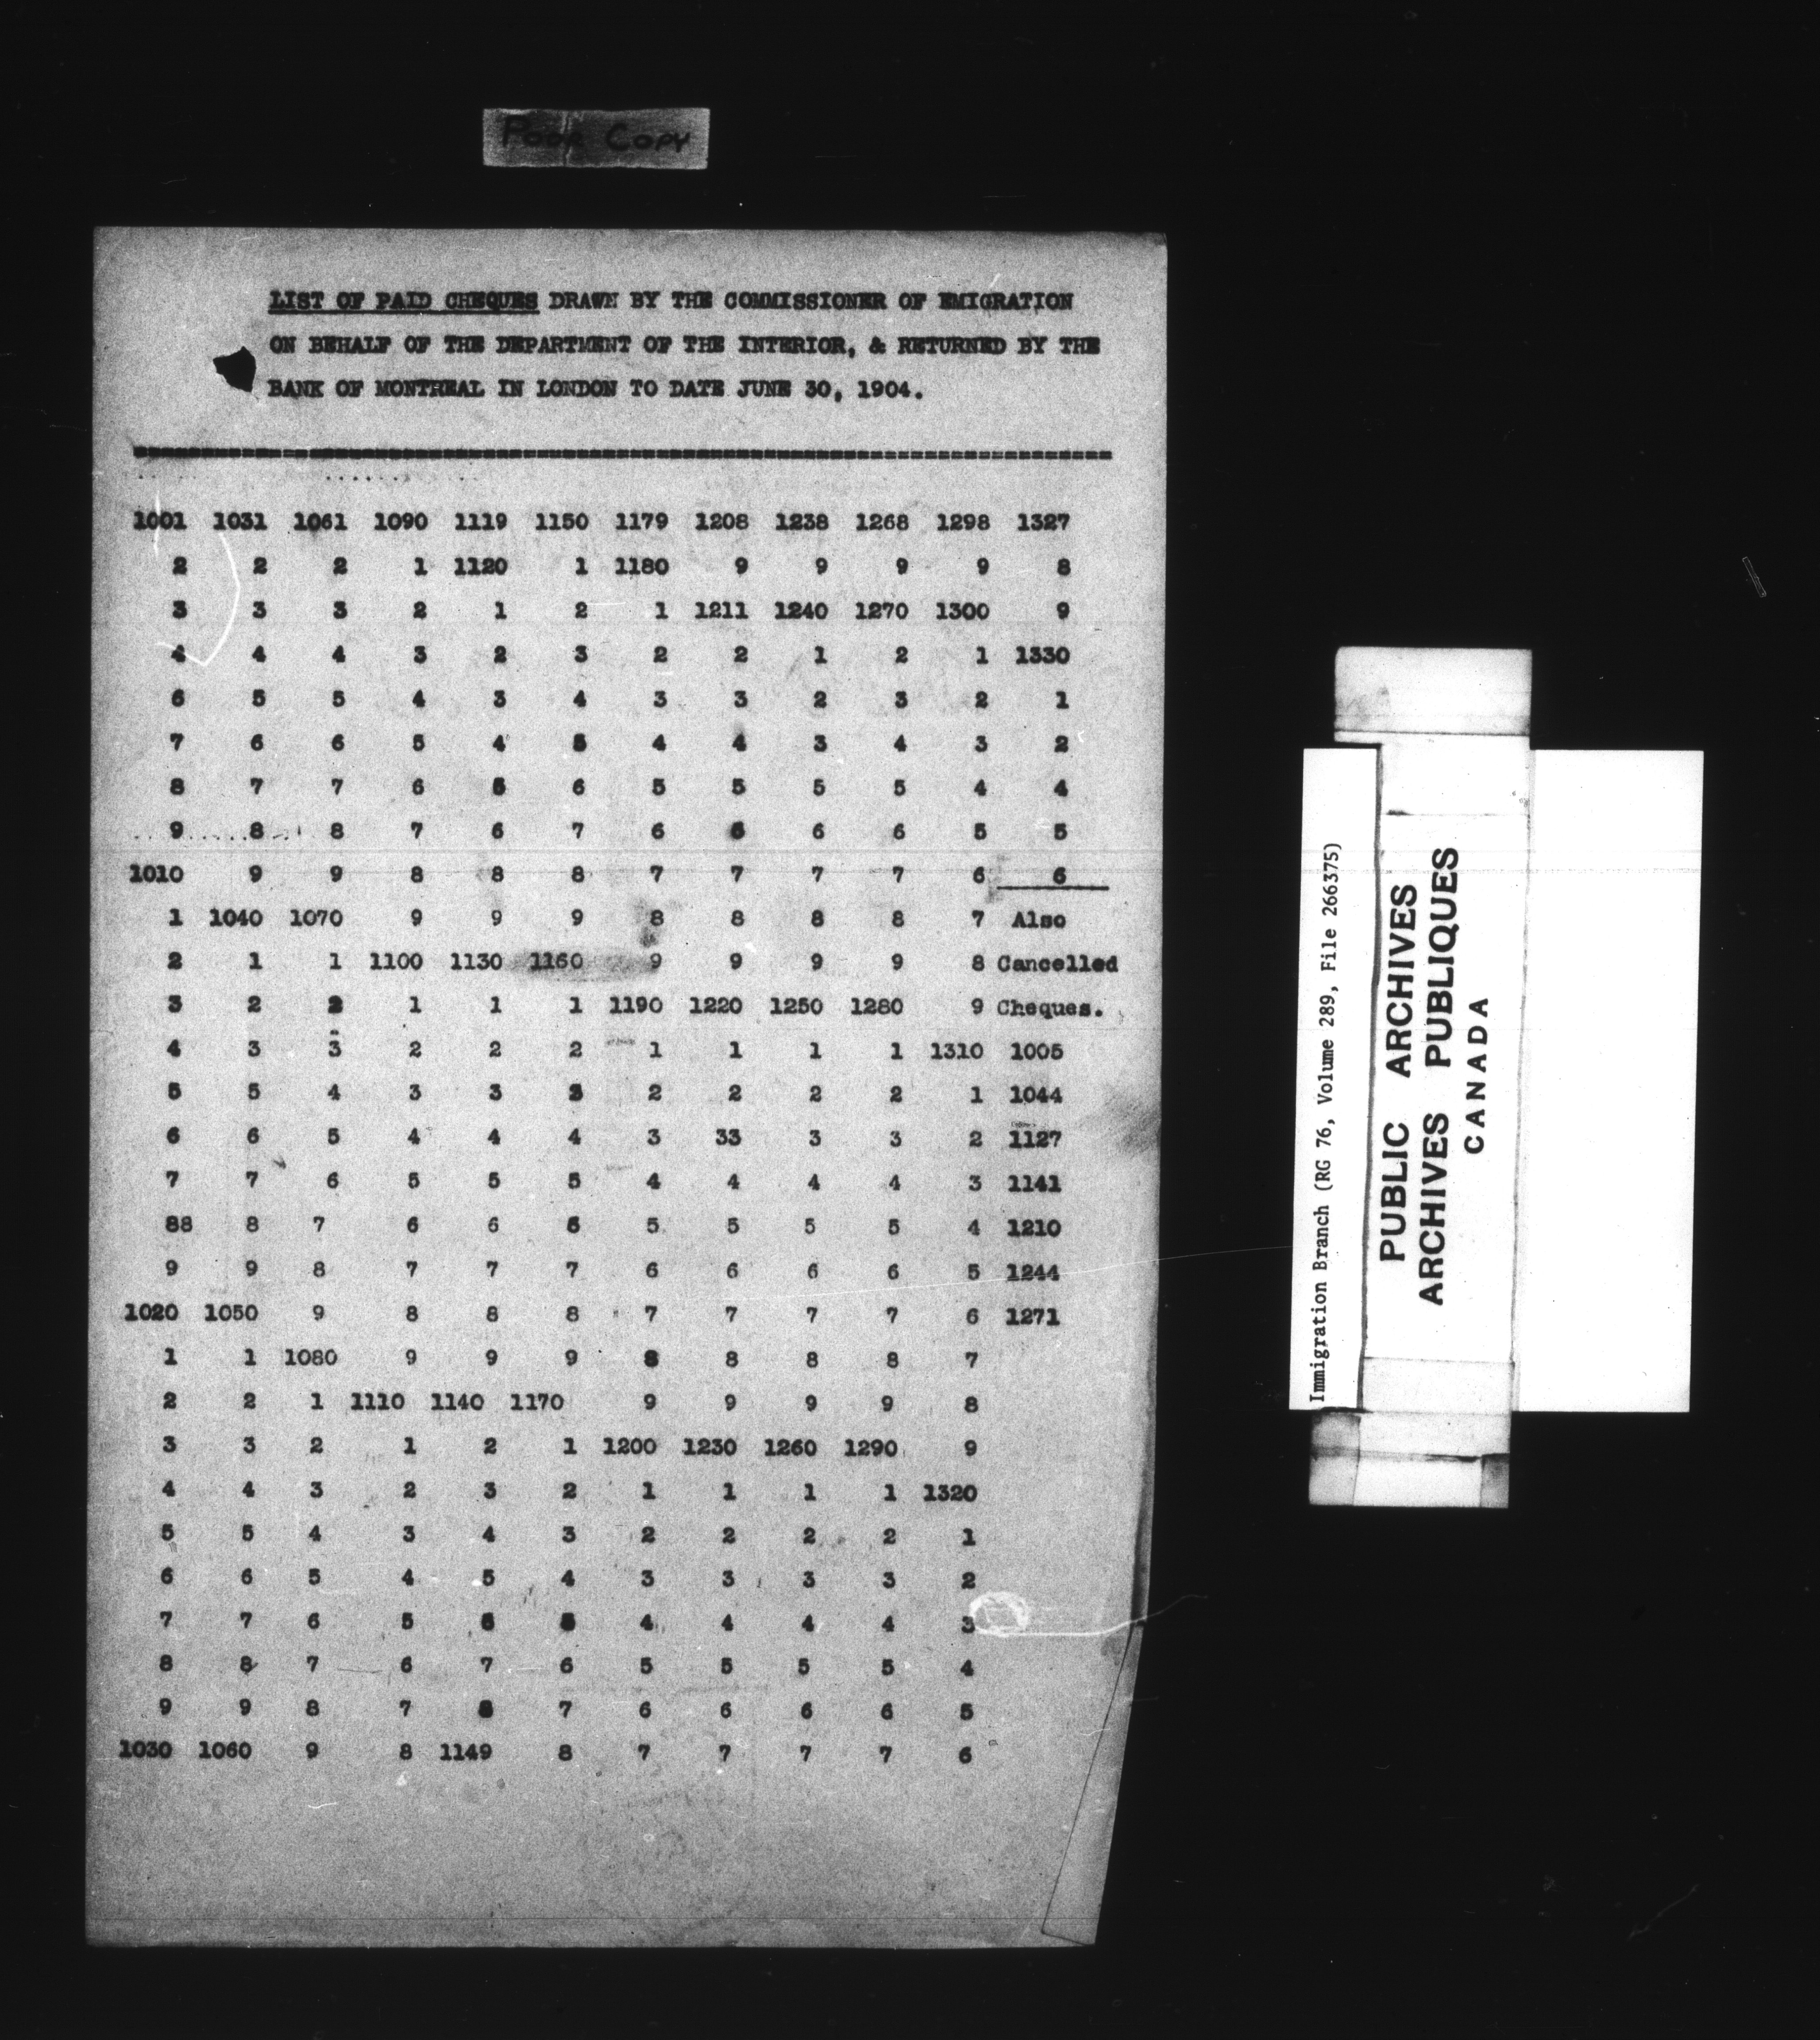 Poor Copy
LIST OF PAID CHEQUES DRAWN BY THE COMMISSIONER OF EMIGRATION
ON BEHALF OF THE DEPARTMENT OF THE INTERIOR, & RETURNED BY THE
BANK OF MONTREAL IN LONDON TO DATE JUNE 30, 1904.
1001 1031 1061 1090 1119 1150 1179 1208 1238 1268 1298 1327
2 2 2 1 1120 1 1180 9 9 9 9 8
3 3 3 2 1 2 1 1211 1240 1270 1300 9
4 4 4 3 2 3 2 2 1 2 1 1330
6 5 5 4 3 4 3 3 2 3 2 1
7 6 6 5 4 5 4 4 3 4 3 2
8 7 7 6 5 6 5 5 5 5 4 4
9 8 8 7 6 7 6 6 6 6 5 5
1010 9 9 8 8 8 7 7 7 7 6 6
1 1040 1070 9 9 9 8 8 8 8 7 Also
2 1 1 1100 1130 1160 9 9 9 9 8 Cancelled
3 2 2 1 1 1 1190 1220 1250 1280 9 Cheques.
4 3 3 2 2 2 1 1 1 1 1310 1005
5 5 4 3 3 3 2 2 2 2 1 1044
6 6 5 4 4 4 3 33 3 3 2 1127
7 7 6 5 5 5 4 4 4 4 3 1141
88 8 7 6 6 6 5 5 5 5 4 1210
9 9 8 7 7 7 6 6 6 6 5 1244
1020 1050 9 8 8 8 7 7 7 7 6 1271
1 1 1080 9 9 9 8 8 8 8 7
2 2 1 1110 1140 1170 9 9 9 9 8
3 3 2 1 2 1 1200 1230 1260 1290 9
4 4 3 2 3 2 1 1 1 1 1320
5 5 4 3 4 3 2 2 2 2 1
6 6 5 4 5 4 3 3 3 3 2
7 7 6 5 6 5 4 4 4 4 3
8 8 7 6 7 6 5 5 5 5 4
9 9 8 7 8 7 6 6 6 6 5
1030 1060 9 8 1149 8 7 7 7 7 6
Immigration Branch (RG 76, Volume 289, File 266375)
PUBLIC ARCHIVES
ARCHIVES PUBLIQUES
CANADA